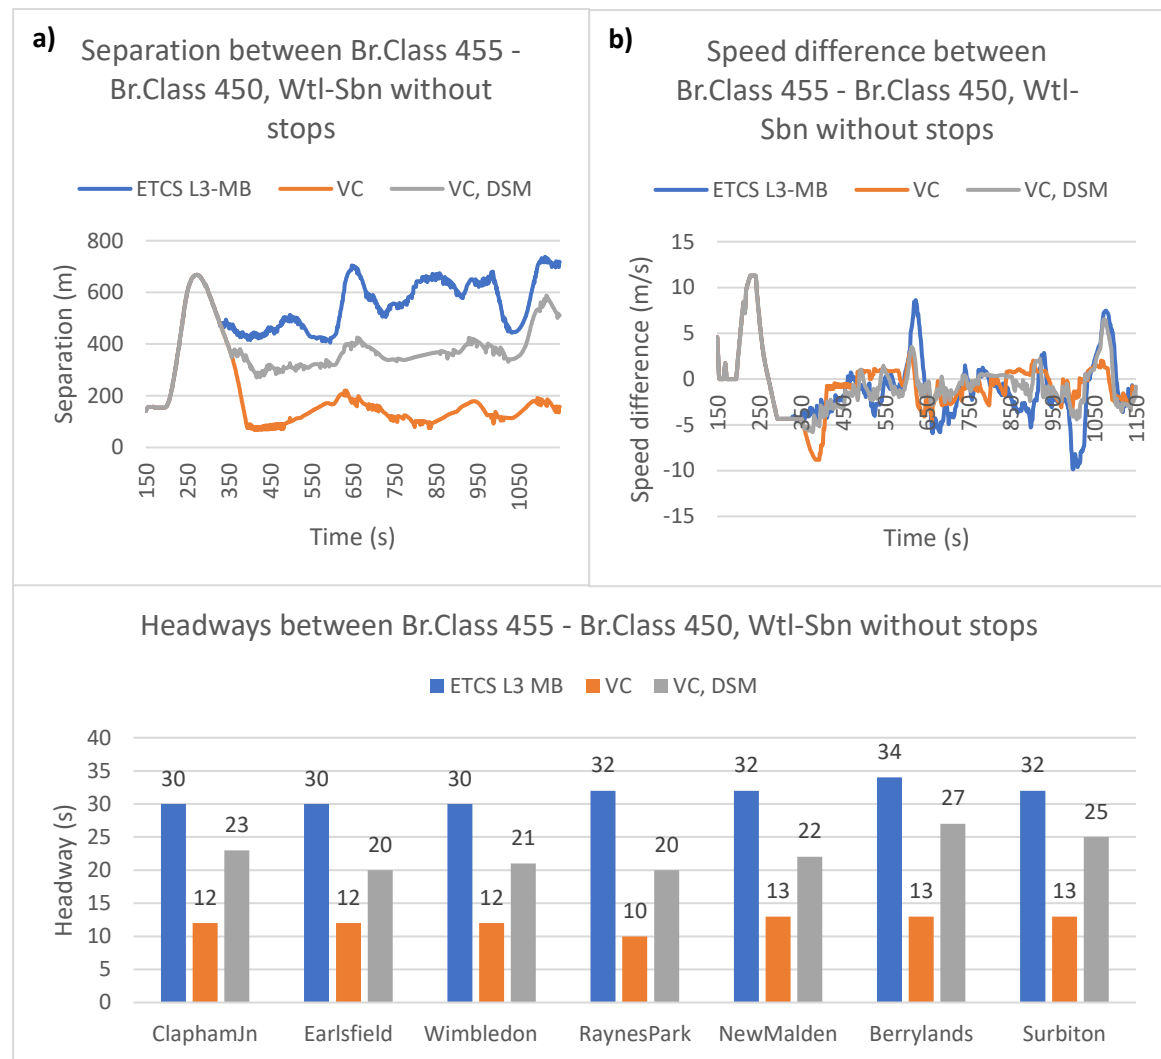 a)
Separation between Br.Class 455 -
Br.Class 450, Wtl-Sbn without
stops
ETCS L3-MB VC VC, DSM
Separation (m)
800
600
400
200
0
150 250 350 450 550 650 750 850 950 1050
Time (s)
b)
Speed difference between
Br.Class 455 - Br.Class 450, Wtl-
Sbn without stops
ETCS L3-MB VC VC, DSM
Speed difference (m/s)
15
10
5
0
-5
-10
-15
150 250 350 450 550 650 750 850 950 1050 1150
Time (s)
Headways between Br.Class 455 - Br.Class 450, Wtl-Sbn without stops
ETCS L3 MB VC VC, DSM
Headway (s)
40
35
30
25
20
15
10
5
0
30 12 23
30 12 20
30 12 21
32 10 20
32 13 22
34 13 27
32 13 25
ClaphamJn Earlsfield Wimbledon RaynesPark NewMalden Berrylands Surbiton